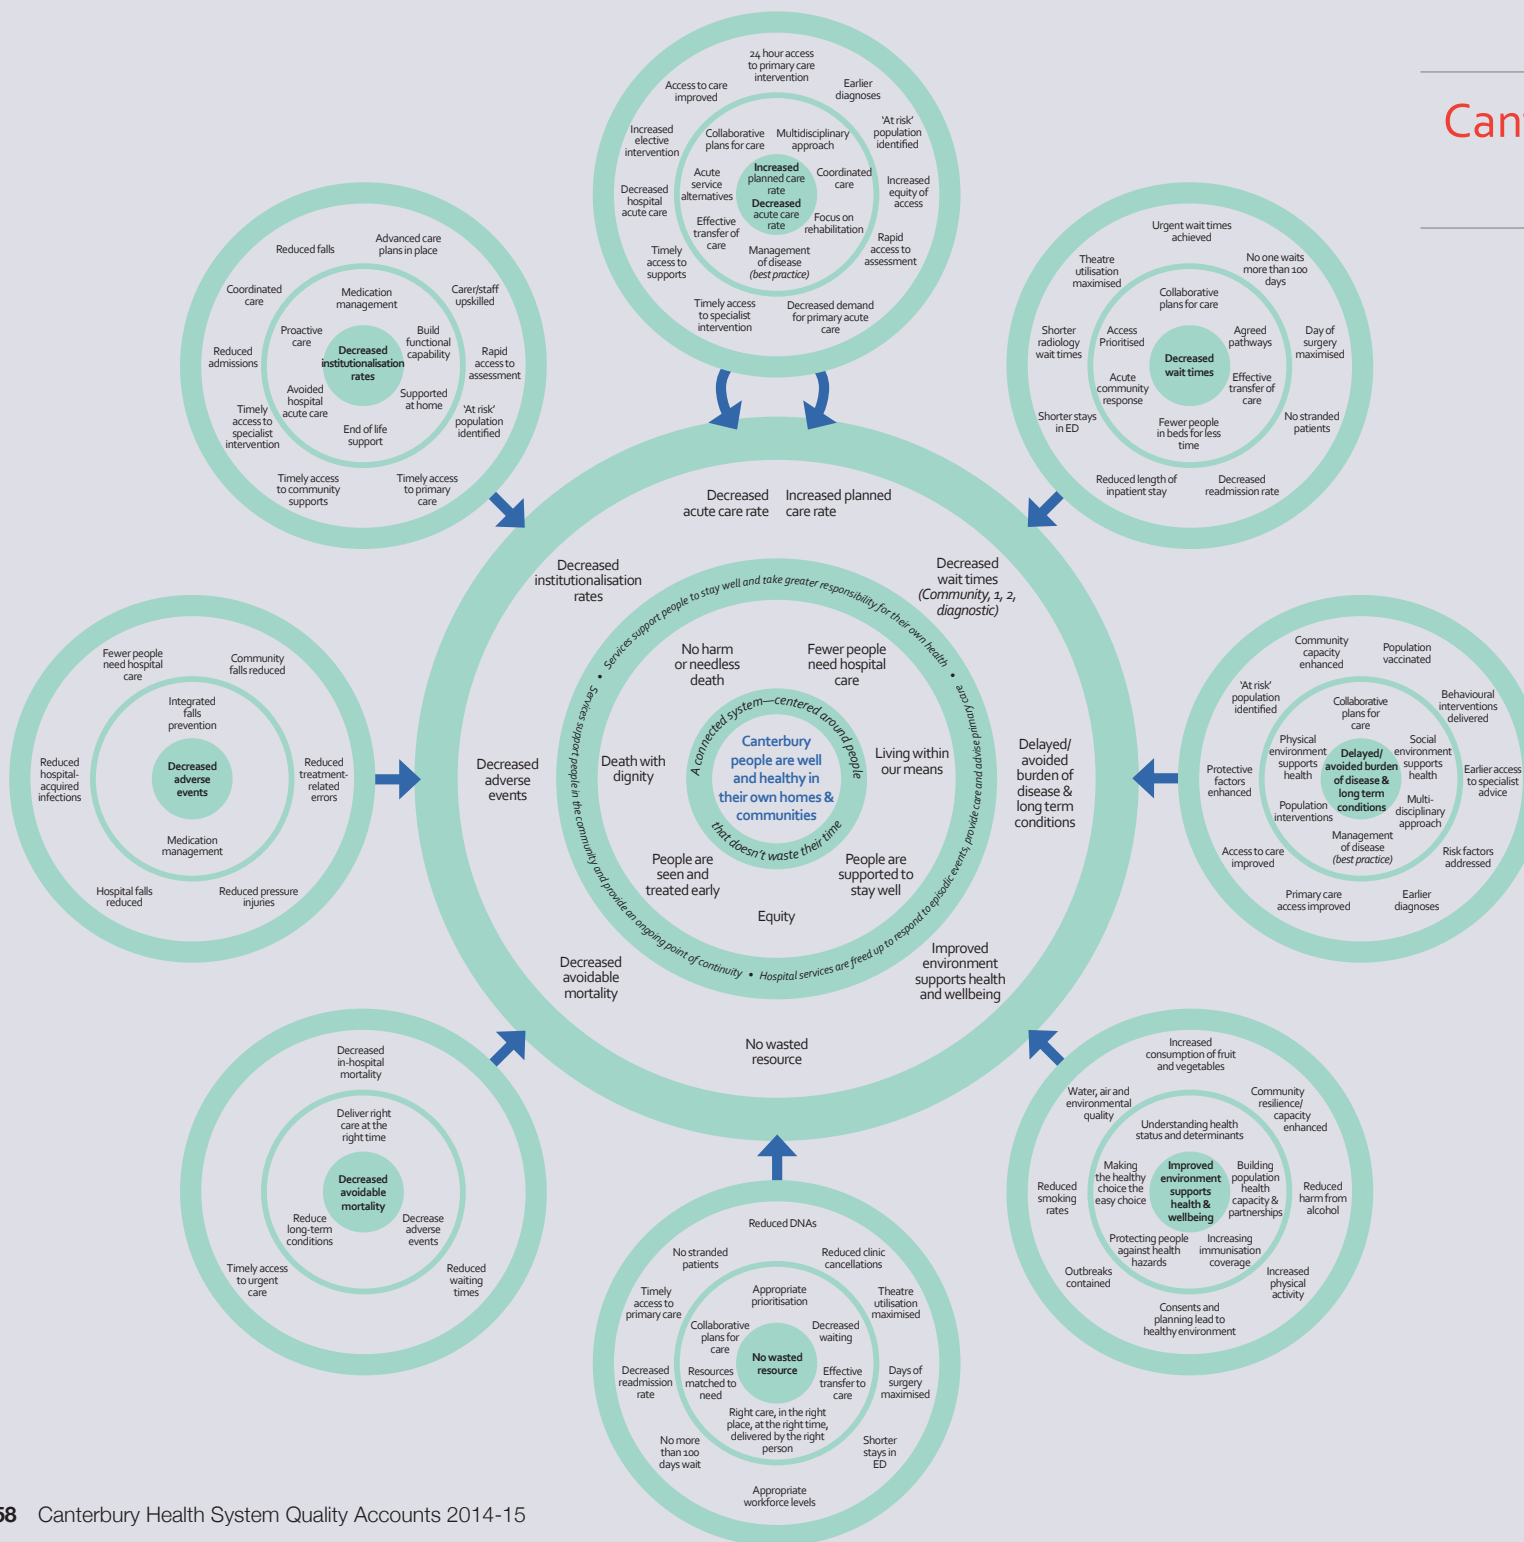 24 hour access
to primary care
intervention
Earlier
diagnoses
'At risk'
population
identified
Increased
equity of
access
Rapid
access to
assessment
Decreased demand
for primary acute
care
Timely access
to specialist
intervention
Timely
access to
supports
Decreased
hospital
acute care
Increased
elective
intervention
Access to care
improved
Collaborative
plans for care
Multidisciplinary
approach
Coordinated
care
Focus on
rehabilitation
Management
of disease
(best practice)
Effective
transfer of
care
Acute
service
alternatives
Increased
planned care
rate
Decreased
acute care
rate
Urgent wait times
achieved
No one waits
more than 100
days
Day of
surgery
maximised
No stranded
patients
Decreased
readmission rate
Reduced length of
inpatient stay
Shorter stays
in ED
Shorter
radiology
wait times
Theatre
utilisation
maximised
Collaborative
plans for care
Agreed
pathways
Effective
transfer of
care
Fewer people
in beds for less
time
Acute
community
response
Access
Prioritised
Decreased
wait times
Community
capacity
enhanced
Population
vaccinated
Behavioural
interventions
delivered
Earlier access
to specialist
advice
Risk factors
addressed
Earlier
diagnoses
Primary care
access improved
Access to care
improved
Protective
factors
enhanced
'At risk'
population
identified
Collaborative
plans for
care
Social
environment
supports
health
Multi-
disciplinary
approach
Management
of disease
(best practice)
Population
interventions
Physical
environment
supports
health
Delayed/
avoided burden
of disease &
long term
conditions
Increased
consumption of fruit
and vegetables
Community
resilience/
capacity
enhanced
Reduced
harm from
alcohol
Increased
physical
activity
Consents and
planning lead to
healthy environment
Outbreaks
contained
Reduced
smoking
rates
Water, air and
environmental
quality
Understanding health
status and determinants
Building
population
health
capacity &
partnerships
Increasing
immunisation
coverage
Protecting people
against health
hazards
Making
the healthy
choice the
easy choice
Improved
environment
supports
health &
wellbeing
Reduced DNAs
Reduced clinic
cancellations
Theatre
utilisation
maximised
Days of
surgery
maximised
Shorter
stays in
ED
Appropriate
workforce levels
No more
than 100
days wait
Decreased
readmission
rate
Timely
access to
primary care
No stranded
patients
Appropriate
prioritisation
Decreased
waiting
Effective
transfer to
care
Right care, in the right
place, at the right time,
delivered by the right
person
Resources
matched to
need
Collaborative
plans for
care
No wasted
resource
Decreased
in-hospital
mortality
Reduced
waiting
times
Timely access
to urgent
care
Deliver right
care at the
right time
Decrease
adverse
events
Reduce
long-term
conditions
Decreased
avoidable
mortality
Fewer people
need hospital
care
Community
falls reduced
Reduced
treatment-
related
errors
Reduced pressure
injuries
Hospital falls
reduced
Reduced
hospital-
acquired
infections
Integrated
falls
prevention
Medication
management
Decreased
adverse
events
Reduced falls
Advanced care
plans in place
Carer/staff
upskilled
Rapid
access to
assessment
'At risk'
population
identified
Timely access
to primary
care
Timely access
to community
supports
Timely
access to
specialist
intervention
Reduced
admissions
Coordinated
care
Medication
management
Build
functional
capability
Supported
at home
End of life
support
Avoided
hospital
acute care
Proactive
care
Decreased
institutionalisation
rates
Decreased
acute care rate
Increased planned
care rate
Decreased
wait times
(Community, 1, 2,
diagnostic)
Delayed/
avoided
burden of
disease &
long term
conditions
Improved
environment
supports health
and wellbeing
No wasted
resource
Decreased
avoidable
mortality
Decreased
adverse
events
Decreased
institutionalisation
rates
• Services support people to stay well and take greater responsibility for their own health
• Hospital services are freed up to respond to episodic events, provide care and advise primary care
• Services support people in the community and provide an ongoing point of continuity
No harm
or needless
death
Fewer people
need hospital
care
Living within
our means
People are
supported to
stay well
Equity
People are
seen and
treated early
Death with
dignity
A connected system—centered around people
that doesn't waste their time
Canterbury
people are well
and healthy in
their own homes &
communities
Can
58 Canterbury Health System Quality Accounts 2014-15